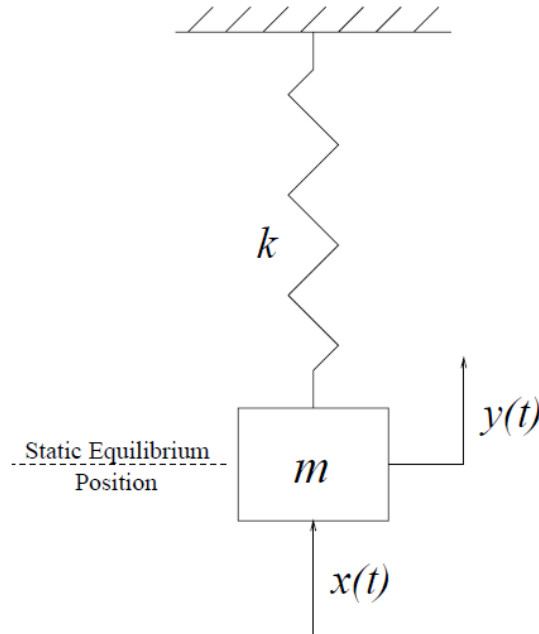 k
y(t)
Static Equilibrium
Position
m
x(t)